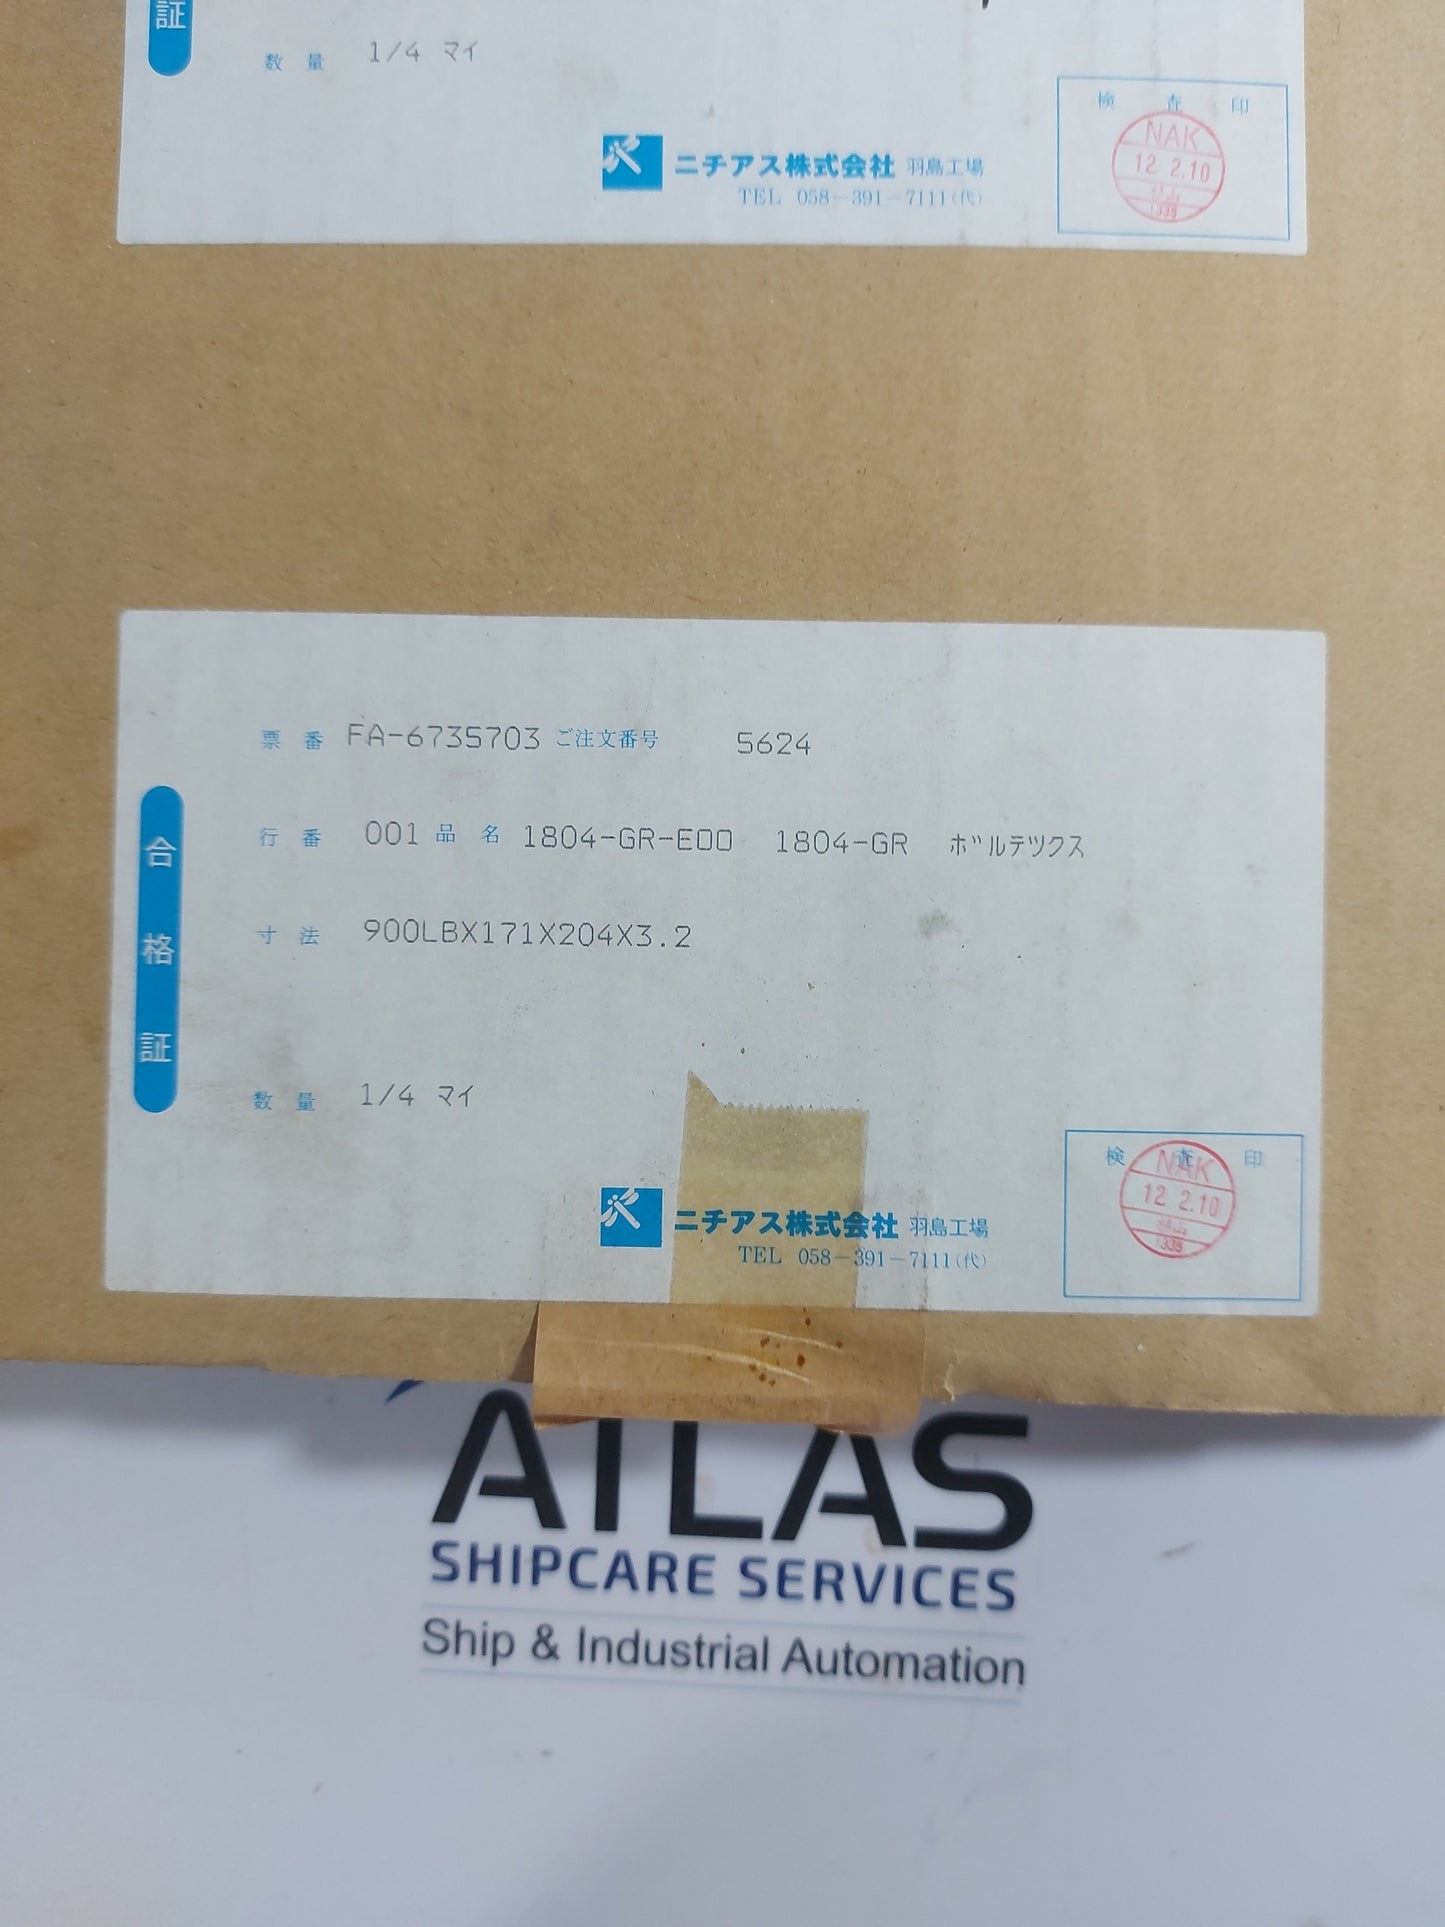 証
数量 1/4 マイ
検査印
NAK
12 2.10
1335
ニチアス株式会社 羽島工場
TEL 058-391-7111(代)
合格証
票番 FA-6735703 ご注文番号 5624
行番 001 品名 1804-GR-E00 1804-GR ボルテツクス
寸法 900LBX171X204X3.2
数量 1/4 マイ
検査印
NAK
12 2.10
1335
ニチアス株式会社 羽島工場
TEL 058-391-7111(代)
ATLAS
SHIPCARE SERVICES
Ship & Industrial Automation